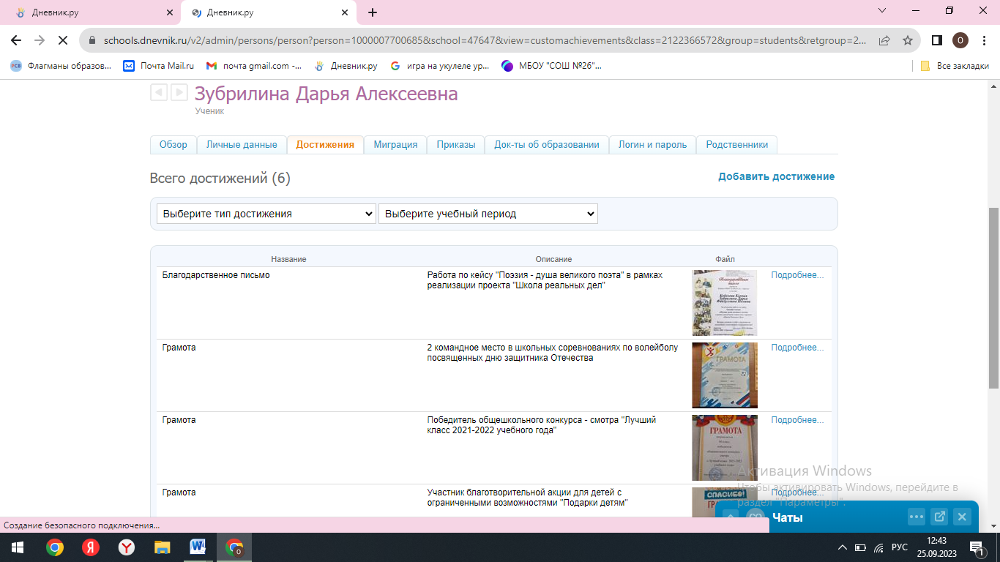 Дневник.ру
Дневник.ру
schools.dnevnik.ru/v2/admin/persons/person?person=1000007700685&school=47647&view=customachievements&class=2122366572&group=students&retgroup=2...
О
Флагманы образов...
Почта Mail.ru
почта gmail.com -...
Дневник.ру
игра на укулеле ур...
МБОУ "СОШ №26"...
Все закладки
Зубрилина Дарья Алексеевна
Ученик
Обзор
Личные данные
Достижения
Миграция
Приказы
Док-ты об образовании
Логин и пароль
Родственники
Всего достижений (6)
Добавить достижение
Выберите тип достижения
Выберите учебный период
Название
Описание
Файл
Благодарственное письмо
Работа по кейсу "Поэзия - душа великого поэта" в рамках
реализации проекта "Школа реальных дел"
Подробнее...
Грамота
2 командное место в школьных соревнованиях по волейболу
посвященных дню защитника Отечества
ГРАМОТА
Подробнее...
Грамота
Победитель общешкольного конкурса - смотра "Лучший
класс 2021-2022 учебного года"
ГРАМОТА
Подробнее...
Грамота
Участник благотворительной акции для детей с
ограниченными возможностями "Подарки детям"
СПАСИБО!
Подробнее...
Активация Windows
Чтобы активировать Windows, перейдите в
раздел "Параметры".
Чаты
Создание безопасного подключения...
РУС
12:43
25.09.2023
1